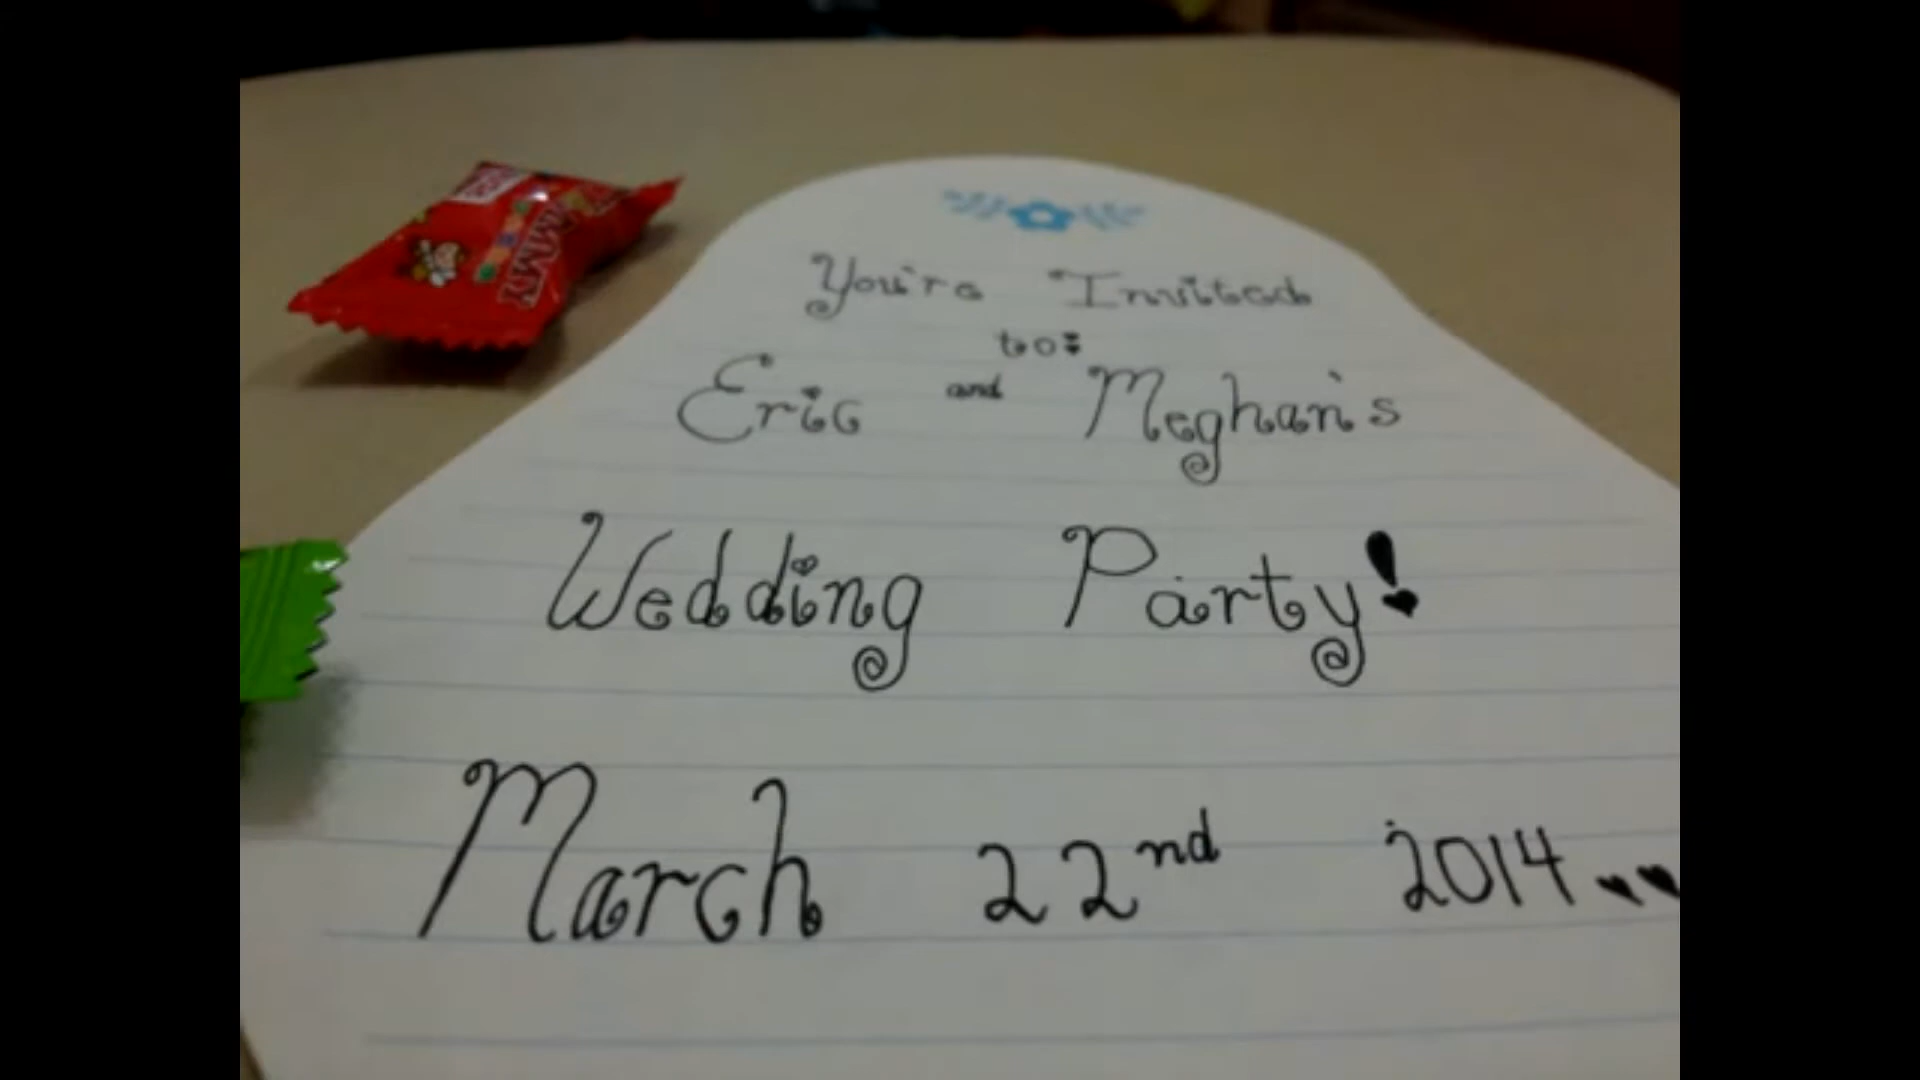 You're Invited
to:
Eric and Meghan's
Wedding Party!
March 22nd 2014..